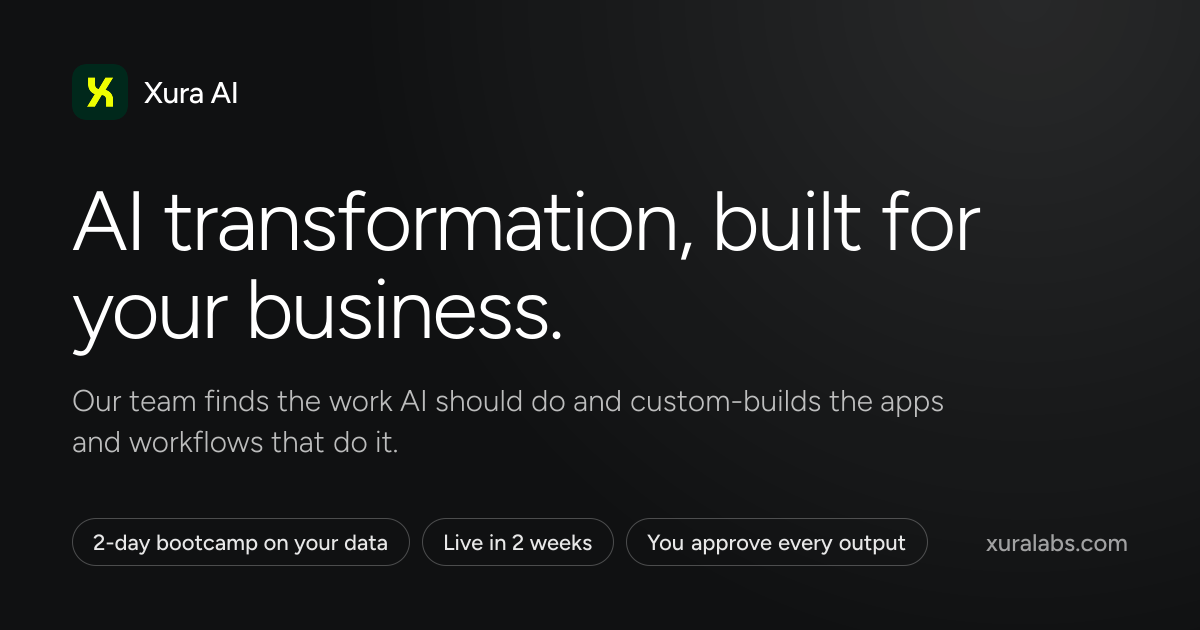 Xura AI
AI transformation, built for
your business.
Our team finds the work AI should do and custom-builds the apps
and workflows that do it.
2-day bootcamp on your data
Live in 2 weeks
You approve every output
xuralabs.com